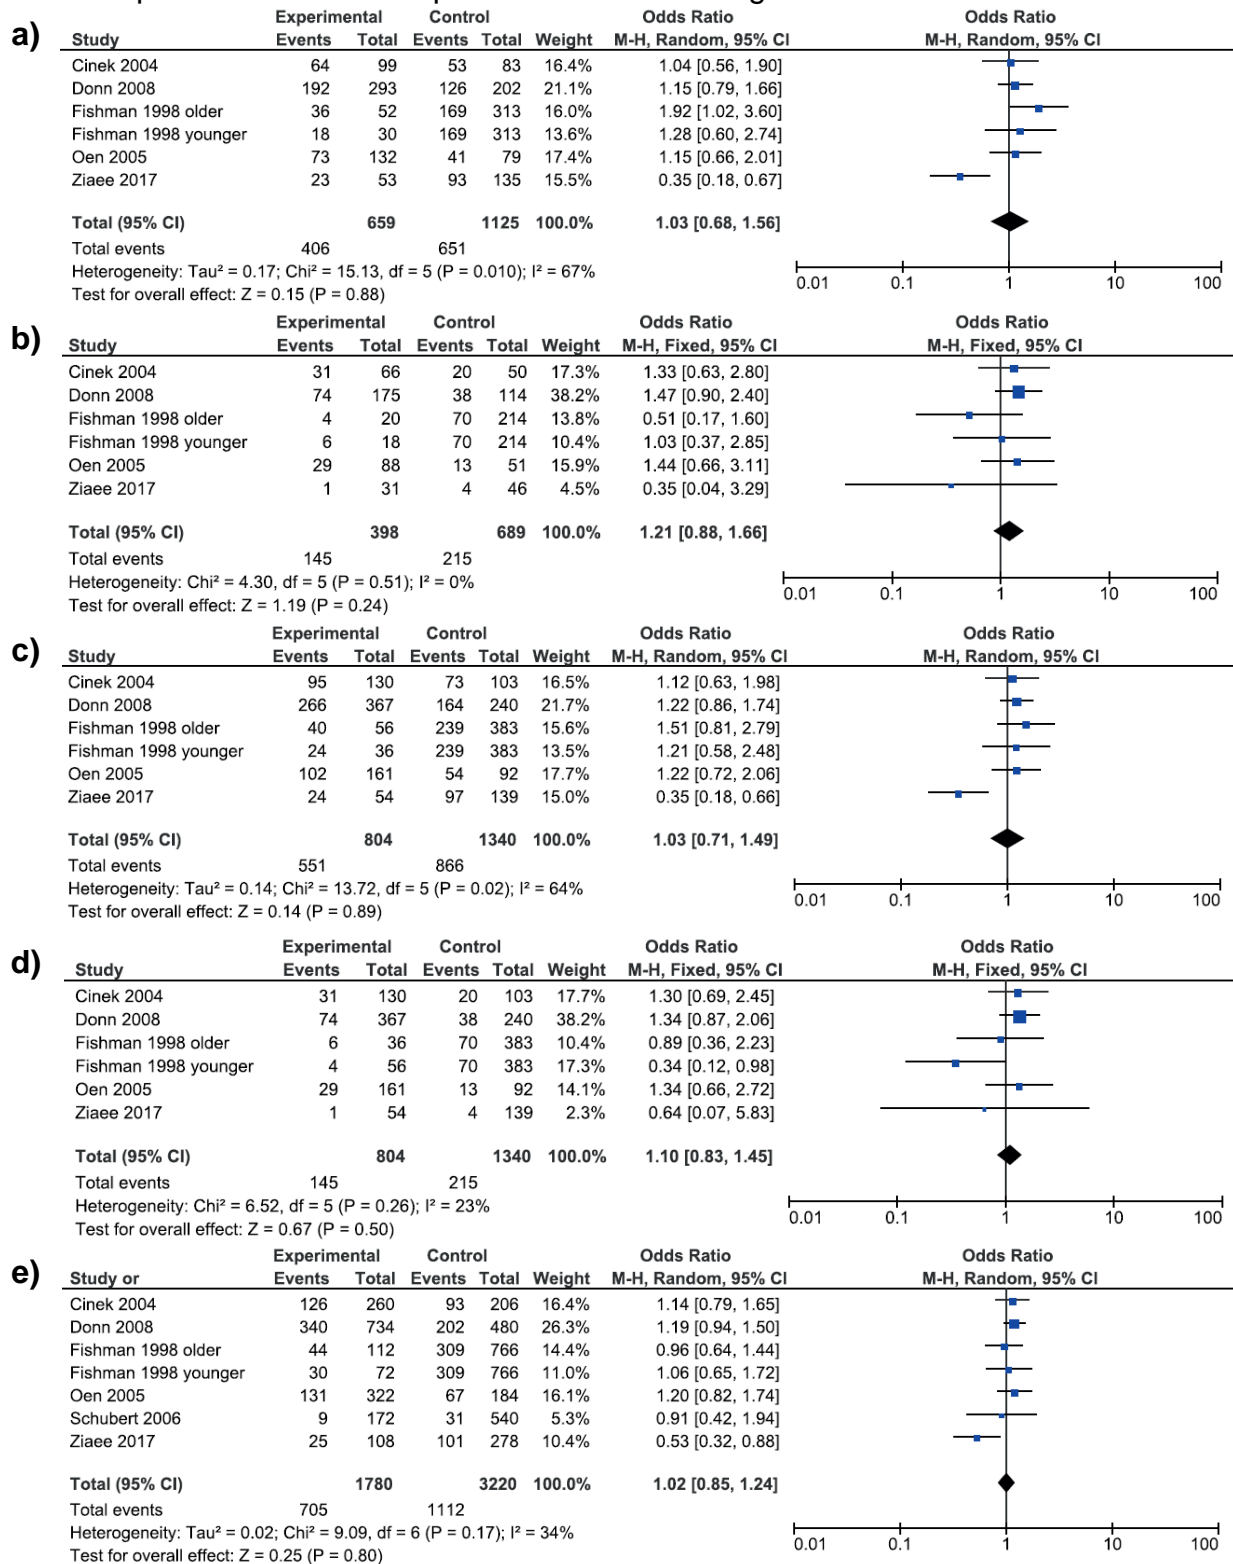 a)
Experimental Control Odds Ratio Odds Ratio
Study Events Total Events Total Weight M-H, Random, 95% CI M-H, Random, 95% CI
Cinek 2004 64 99 53 83 16.4% 1.04 [0.56, 1.90]
Donn 2008 192 293 126 202 21.1% 1.15 [0.79, 1.66]
Fishman 1998 older 36 52 169 313 16.0% 1.92 [1.02, 3.60]
Fishman 1998 younger 18 30 169 313 13.6% 1.28 [0.60, 2.74]
Oen 2005 73 132 41 79 17.4% 1.15 [0.66, 2.01]
Ziaee 2017 23 53 93 135 15.5% 0.35 [0.18, 0.67]
Total (95% CI) 659 1125 100.0% 1.03 [0.68, 1.56]
Total events 406 651
Heterogeneity: Tau² = 0.17; Chi² = 15.13, df = 5 (P = 0.010); I² = 67%
Test for overall effect: Z = 0.15 (P = 0.88)
0.01 0.1 1 10 100
b)
Experimental Control Odds Ratio Odds Ratio
Study Events Total Events Total Weight M-H, Fixed, 95% CI M-H, Fixed, 95% CI
Cinek 2004 31 66 20 50 17.3% 1.33 [0.63, 2.80]
Donn 2008 74 175 38 114 38.2% 1.47 [0.90, 2.40]
Fishman 1998 older 4 20 70 214 13.8% 0.51 [0.17, 1.60]
Fishman 1998 younger 6 18 70 214 10.4% 1.03 [0.37, 2.85]
Oen 2005 29 88 13 51 15.9% 1.44 [0.66, 3.11]
Ziaee 2017 1 31 4 46 4.5% 0.35 [0.04, 3.29]
Total (95% CI) 398 689 100.0% 1.21 [0.88, 1.66]
Total events 145 215
Heterogeneity: Chi² = 4.30, df = 5 (P = 0.51); I² = 0%
Test for overall effect: Z = 1.19 (P = 0.24)
0.01 0.1 1 10 100
c)
Experimental Control Odds Ratio Odds Ratio
Study Events Total Events Total Weight M-H, Random, 95% CI M-H, Random, 95% CI
Cinek 2004 95 130 73 103 16.5% 1.12 [0.63, 1.98]
Donn 2008 266 367 164 240 21.7% 1.22 [0.86, 1.74]
Fishman 1998 older 40 56 239 383 15.6% 1.51 [0.81, 2.79]
Fishman 1998 younger 24 36 239 383 13.5% 1.21 [0.58, 2.48]
Oen 2005 102 161 54 92 17.7% 1.22 [0.72, 2.06]
Ziaee 2017 24 54 97 139 15.0% 0.35 [0.18, 0.66]
Total (95% CI) 804 1340 100.0% 1.03 [0.71, 1.49]
Total events 551 866
Heterogeneity: Tau² = 0.14; Chi² = 13.72, df = 5 (P = 0.02); I² = 64%
Test for overall effect: Z = 0.14 (P = 0.89)
0.01 0.1 1 10 100
d)
Experimental Control Odds Ratio Odds Ratio
Study Events Total Events Total Weight M-H, Fixed, 95% CI M-H, Fixed, 95% CI
Cinek 2004 31 130 20 103 17.7% 1.30 [0.69, 2.45]
Donn 2008 74 367 38 240 38.2% 1.34 [0.87, 2.06]
Fishman 1998 older 6 36 70 383 10.4% 0.89 [0.36, 2.23]
Fishman 1998 younger 4 56 70 383 17.3% 0.34 [0.12, 0.98]
Oen 2005 29 161 13 92 14.1% 1.34 [0.66, 2.72]
Ziaee 2017 1 54 4 139 2.3% 0.64 [0.07, 5.83]
Total (95% CI) 804 1340 100.0% 1.10 [0.83, 1.45]
Total events 145 215
Heterogeneity: Chi² = 6.52, df = 5 (P = 0.26); I² = 23%
Test for overall effect: Z = 0.67 (P = 0.50)
0.01 0.1 1 10 100
e)
Experimental Control Odds Ratio Odds Ratio
Study or Events Total Events Total Weight M-H, Random, 95% CI M-H, Random, 95% CI
Cinek 2004 126 260 93 206 16.4% 1.14 [0.79, 1.65]
Donn 2008 340 734 202 480 26.3% 1.19 [0.94, 1.50]
Fishman 1998 older 44 112 309 766 14.4% 0.96 [0.64, 1.44]
Fishman 1998 younger 30 72 309 766 11.0% 1.06 [0.65, 1.72]
Oen 2005 131 322 67 184 16.1% 1.20 [0.82, 1.74]
Schubert 2006 9 172 31 540 5.3% 0.91 [0.42, 1.94]
Ziaee 2017 25 108 101 278 10.4% 0.53 [0.32, 0.88]
Total (95% CI) 1780 3220 100.0% 1.02 [0.85, 1.24]
Total events 705 1112
Heterogeneity: Tau² = 0.02; Chi² = 9.09, df = 6 (P = 0.17); I² = 34%
Test for overall effect: Z = 0.25 (P = 0.80)
0.01 0.1 1 10 100